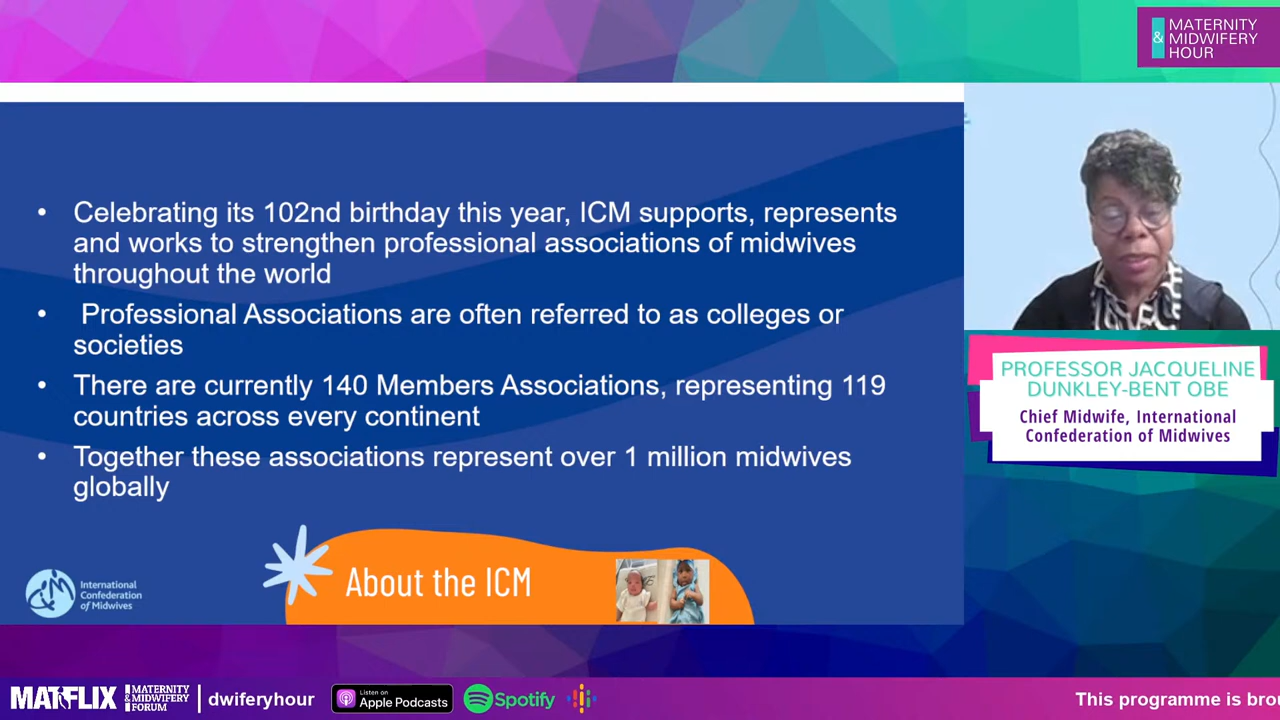 MATERNITY
& MIDWIFERY
HOUR
• Celebrating its 102nd birthday this year, ICM supports, represents
and works to strengthen professional associations of midwives
throughout the world
• Professional Associations are often referred to as colleges or
societies
• There are currently 140 Members Associations, representing 119
countries across every continent
• Together these associations represent over 1 million midwives
globally
PROFESSOR JACQUELINE
DUNKLEY-BENT OBE
Chief Midwife, International
Confederation of Midwives
About the ICM
International
Confederation
of Midwives
MATFLIX
MATERNITY
& MIDWIFERY
FORUM
dwiferyhour
Listen on
Apple Podcasts
Spotify
This programme is bro